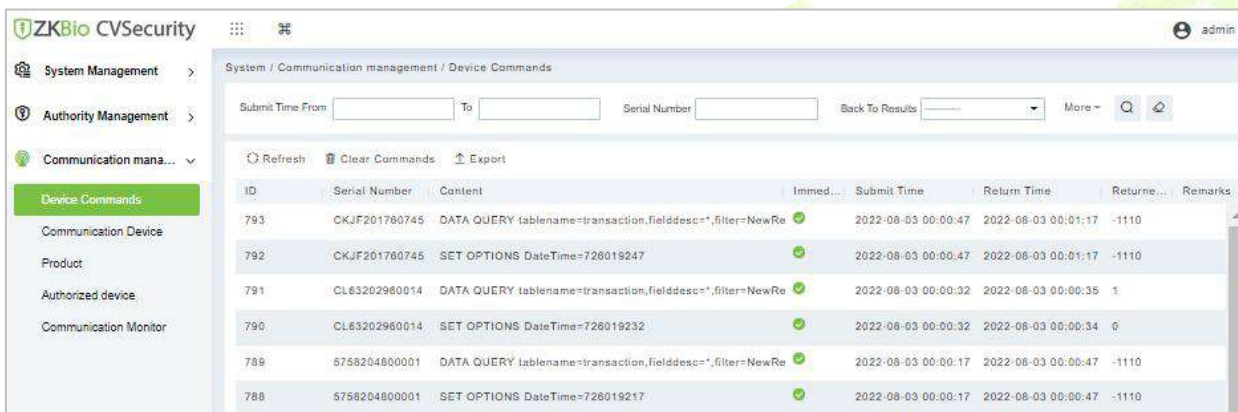 ZKBio CVSecurity
admin
System Management
Authority Management
Communication mana...
Device Commands
Communication Device
Product
Authorized device
Communication Monitor
System / Communication management / Device Commands
Submit Time From To Serial Number Back To Results ---------- More
Refresh Clear Commands Export
ID Serial Number Content Immed... Submit Time Return Time Returne... Remarks
793 CKJF201760745 DATA QUERY tablename=transaction,fielddesc=*,filter=NewRe 2022-08-03 00:00:47 2022-08-03 00:01:17 -1110
792 CKJF201760745 SET OPTIONS DateTime=726019247 2022-08-03 00:00:47 2022-08-03 00:01:17 -1110
791 CL63202960014 DATA QUERY tablename=transaction,fielddesc=*,filter=NewRe 2022-08-03 00:00:32 2022-08-03 00:00:35 1
790 CL63202960014 SET OPTIONS DateTime=726019232 2022-08-03 00:00:32 2022-08-03 00:00:34 0
789 5758204800001 DATA QUERY tablename=transaction,fielddesc=*,filter=NewRe 2022-08-03 00:00:17 2022-08-03 00:00:47 -1110
788 5758204800001 SET OPTIONS DateTime=726019217 2022-08-03 00:00:17 2022-08-03 00:00:47 -1110